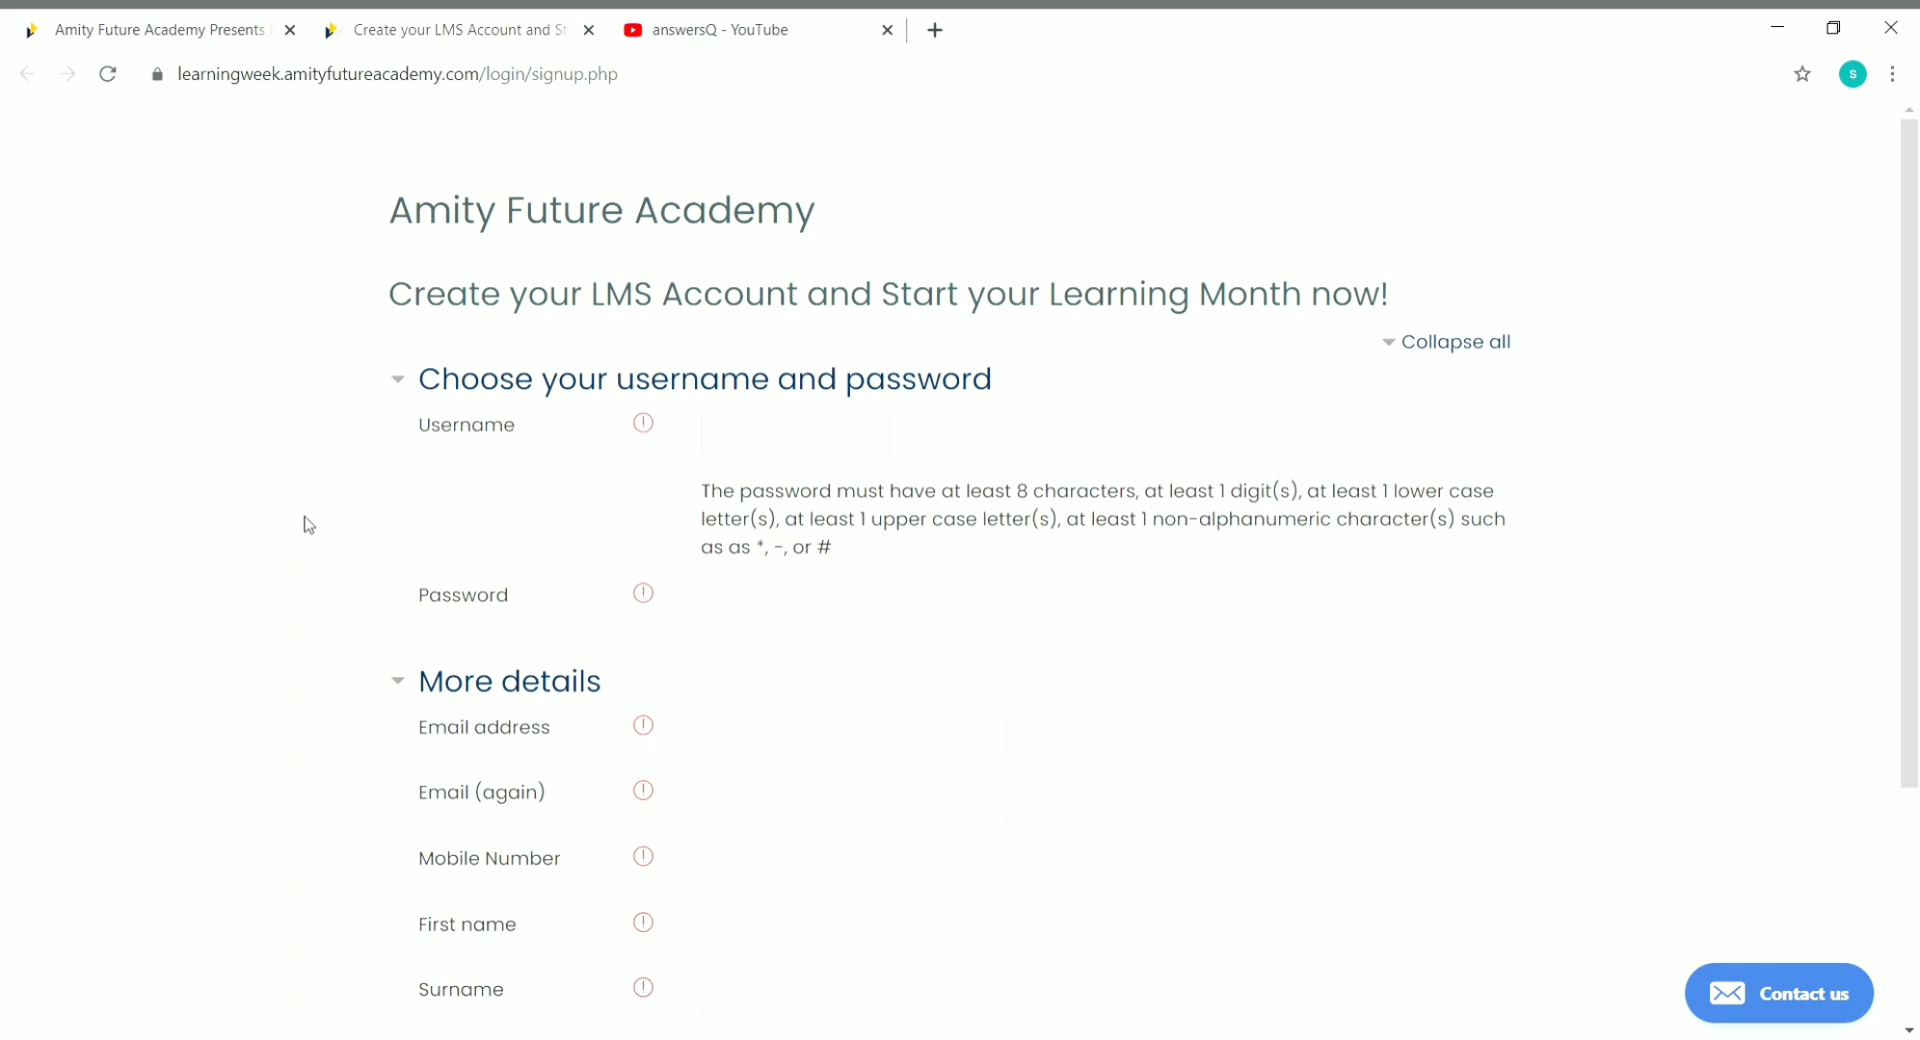 Amity Future Academy Presents
Create your LMS Account and St
answersQ - YouTube
learningweek.amityfutureacademy.com/login/signup.php
S
Amity Future Academy
Create your LMS Account and Start your Learning Month now!
Collapse all
Choose your username and password
Username
The password must have at least 8 characters, at least 1 digit(s), at least 1 lower case
letter(s), at least 1 upper case letter(s), at least 1 non-alphanumeric character(s) such
as as *, -, or #
Password
More details
Email address
Email (again)
Mobile Number
First name
Surname
Contact us